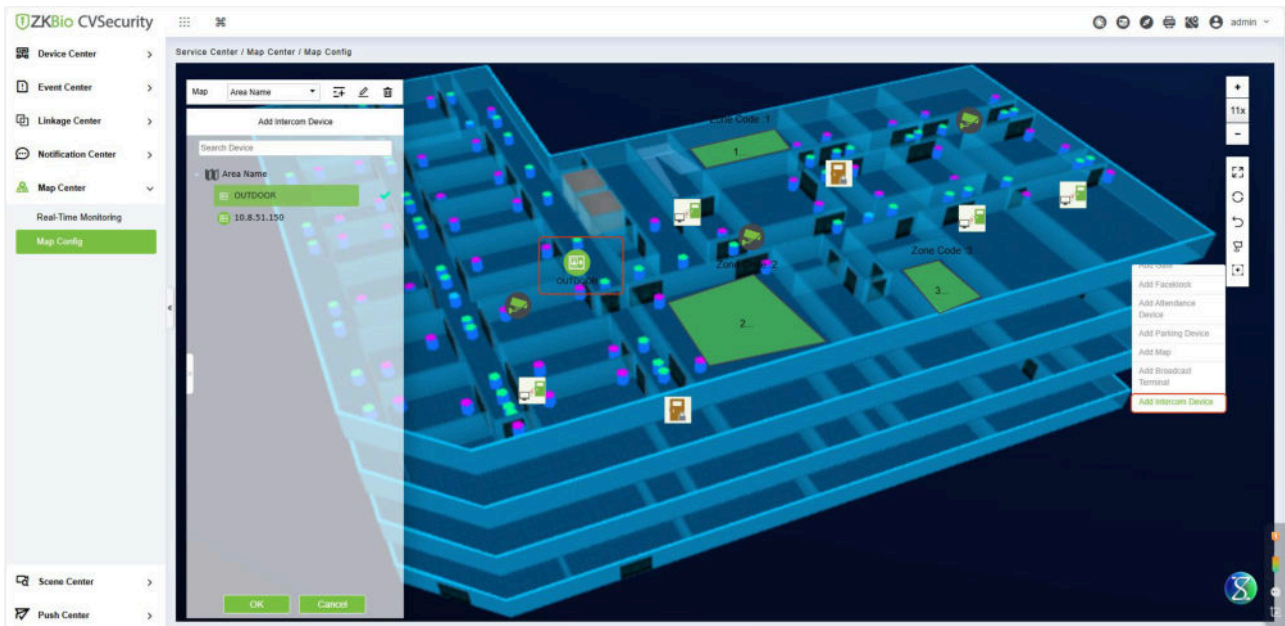 ZKBio CVSecurity
admin
Device Center
Event Center
Linkage Center
Notification Center
Map Center
Real-Time Monitoring
Map Config
Scene Center
Push Center
Service Center / Map Center / Map Config
Map
Area Name
Add Intercom Device
Search Device
Area Name
OUTDOOR
10.8.51.150
OK
Cancel
Zone Code :1
1...
OUTDOOR
2...
Zone Code :3
3...
+
11x
-
Add Facekiosk
Add Attendance
Device
Add Parking Device
Add Map
Add Broadcast
Terminal
Add Intercom Device